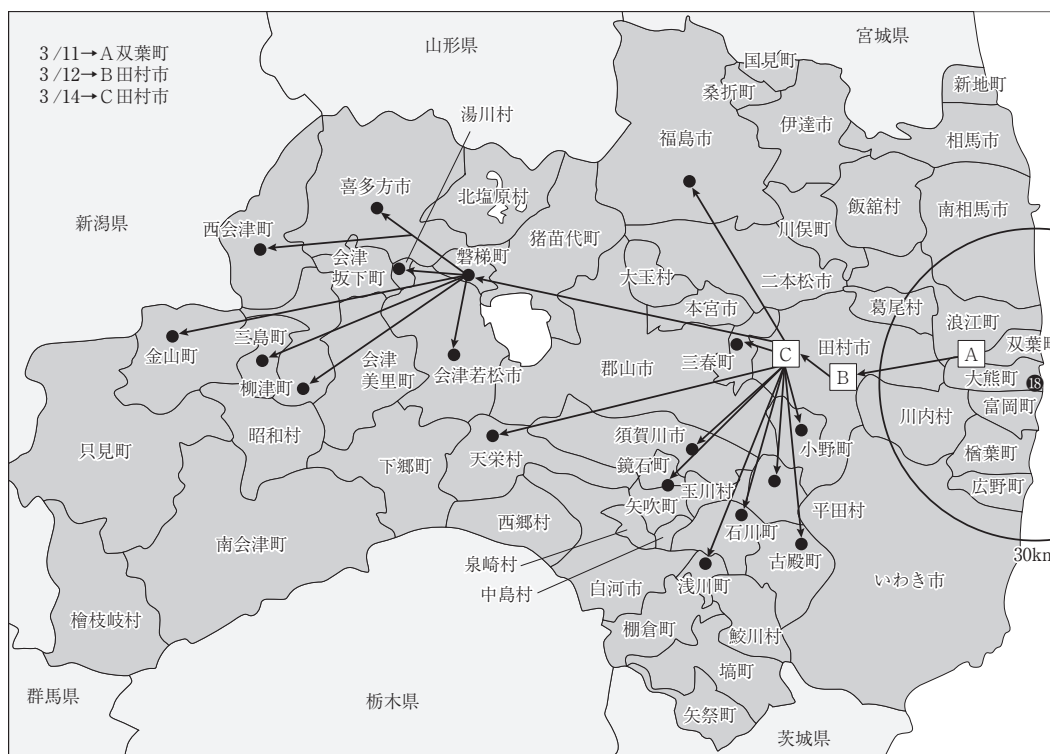 3/11→A双葉町
3/12→B田村市
3/14→C田村市
山形県
宮城県
国見町
桑折町
新地町
湯川村
伊達市
相馬市
福島市
喜多方市
北塩原村
飯舘村
南相馬市
新潟県
西会津町
猪苗代町
川俣町
会津
坂下町
磐梯町
大玉村
二本松市
本宮市
葛尾村
浪江町
三島町
金山町
会津
美里町
会津若松市
郡山市
三春町
C
田村市
B
A
双葉町
大熊町
18
柳津町
川内村
富岡町
昭和村
須賀川市
小野町
楢葉町
只見町
下郷町
天栄村
鏡石町
玉川村
広野町
矢吹町
平田村
西郷村
石川町
南会津町
泉崎村
古殿町
30km
中島村
白河市
浅川町
いわき市
檜枝岐村
棚倉町
鮫川村
塙町
群馬県
栃木県
矢祭町
茨城県